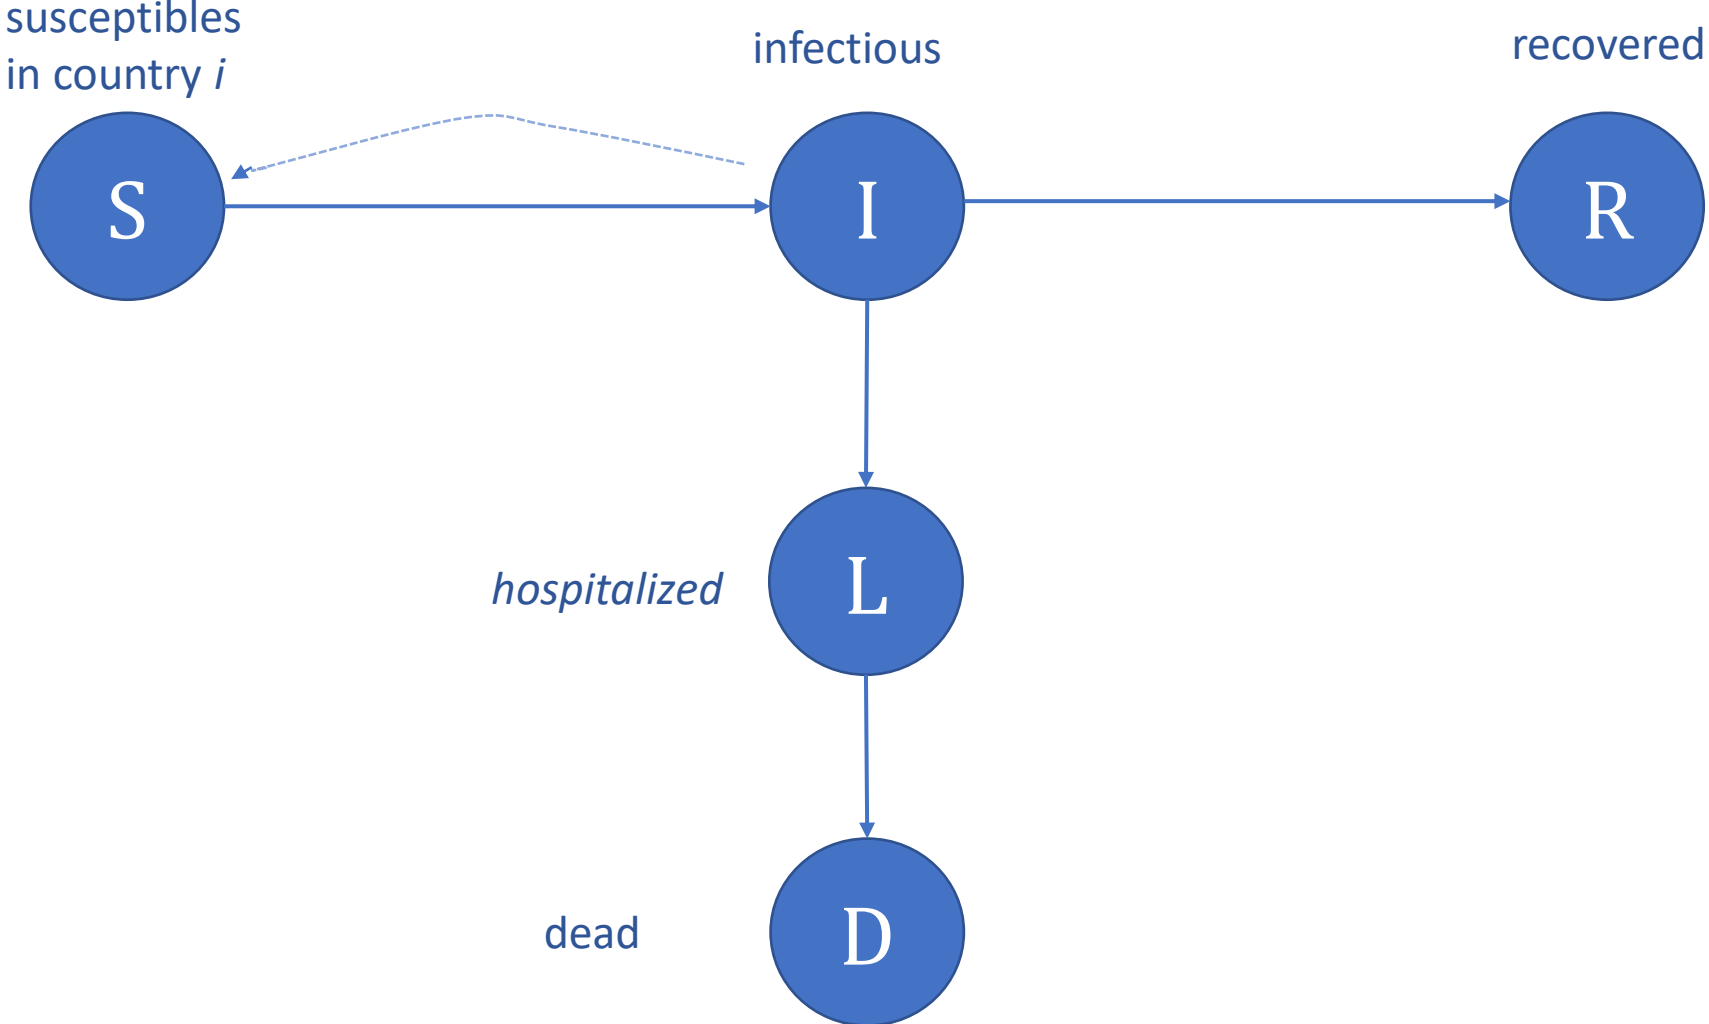 susceptibles
in country i
infectious
recovered
S
I
R
hospitalized
L
dead
D